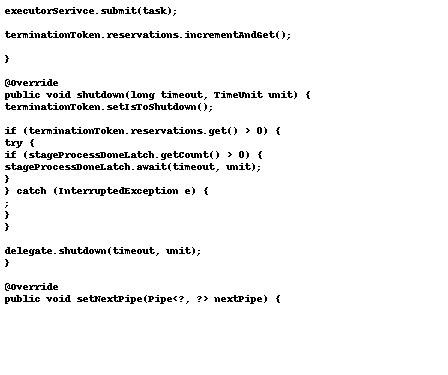 executorSerivce.submit(task);
terminationToken.reservations.incrementAndGet();
}
@Override
public void shutdown(long timeout, TimeUnit unit) {
terminationToken.setIsToShutdown();
if (terminationToken.reservations.get() > 0) {
try {
if (stageProcessDoneLatch.getCount() > 0) {
stageProcessDoneLatch.await(timeout, unit);
}
} catch (InterruptedException e) {
;
}
}
delegate.shutdown(timeout, unit);
}
@Override
public void setNextPipe(Pipe<?, ?> nextPipe) {